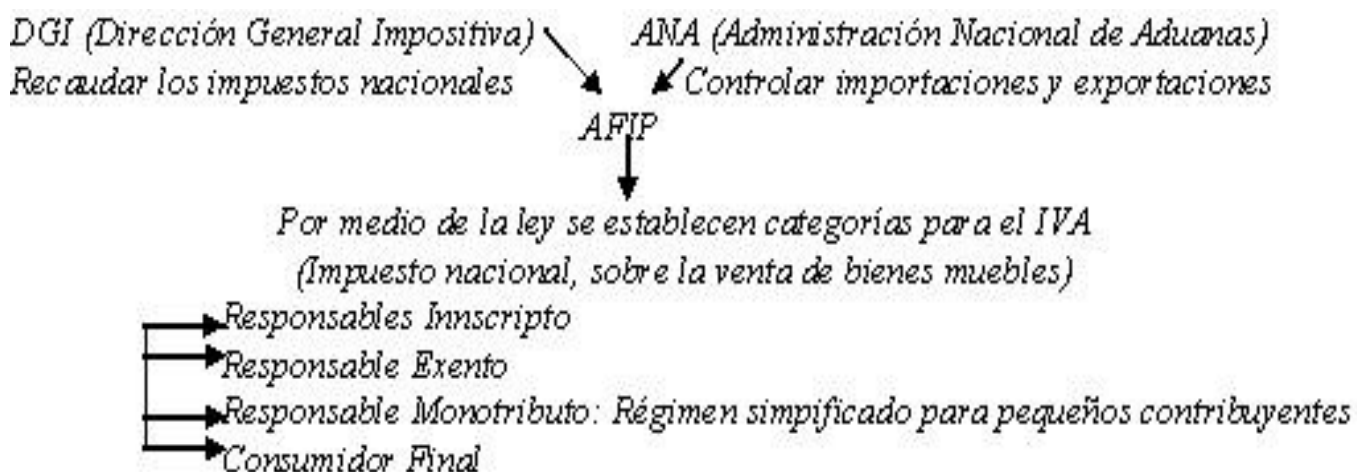 DGI (Dirección General Impositiva)
ANA (Administración Nacional de Aduanas)
Recaudar los impuestos nacionales
Controlar importaciones y exportaciones
AFIP
Por medio de la ley se establecen categorías para el IVA
(Impuesto nacional, sobre la venta de bienes muebles)
Responsables Innscripto
Responsable Exento
Responsable Monotributo: Régimen simpificado para pequeños contribuyentes
Consumidor Final